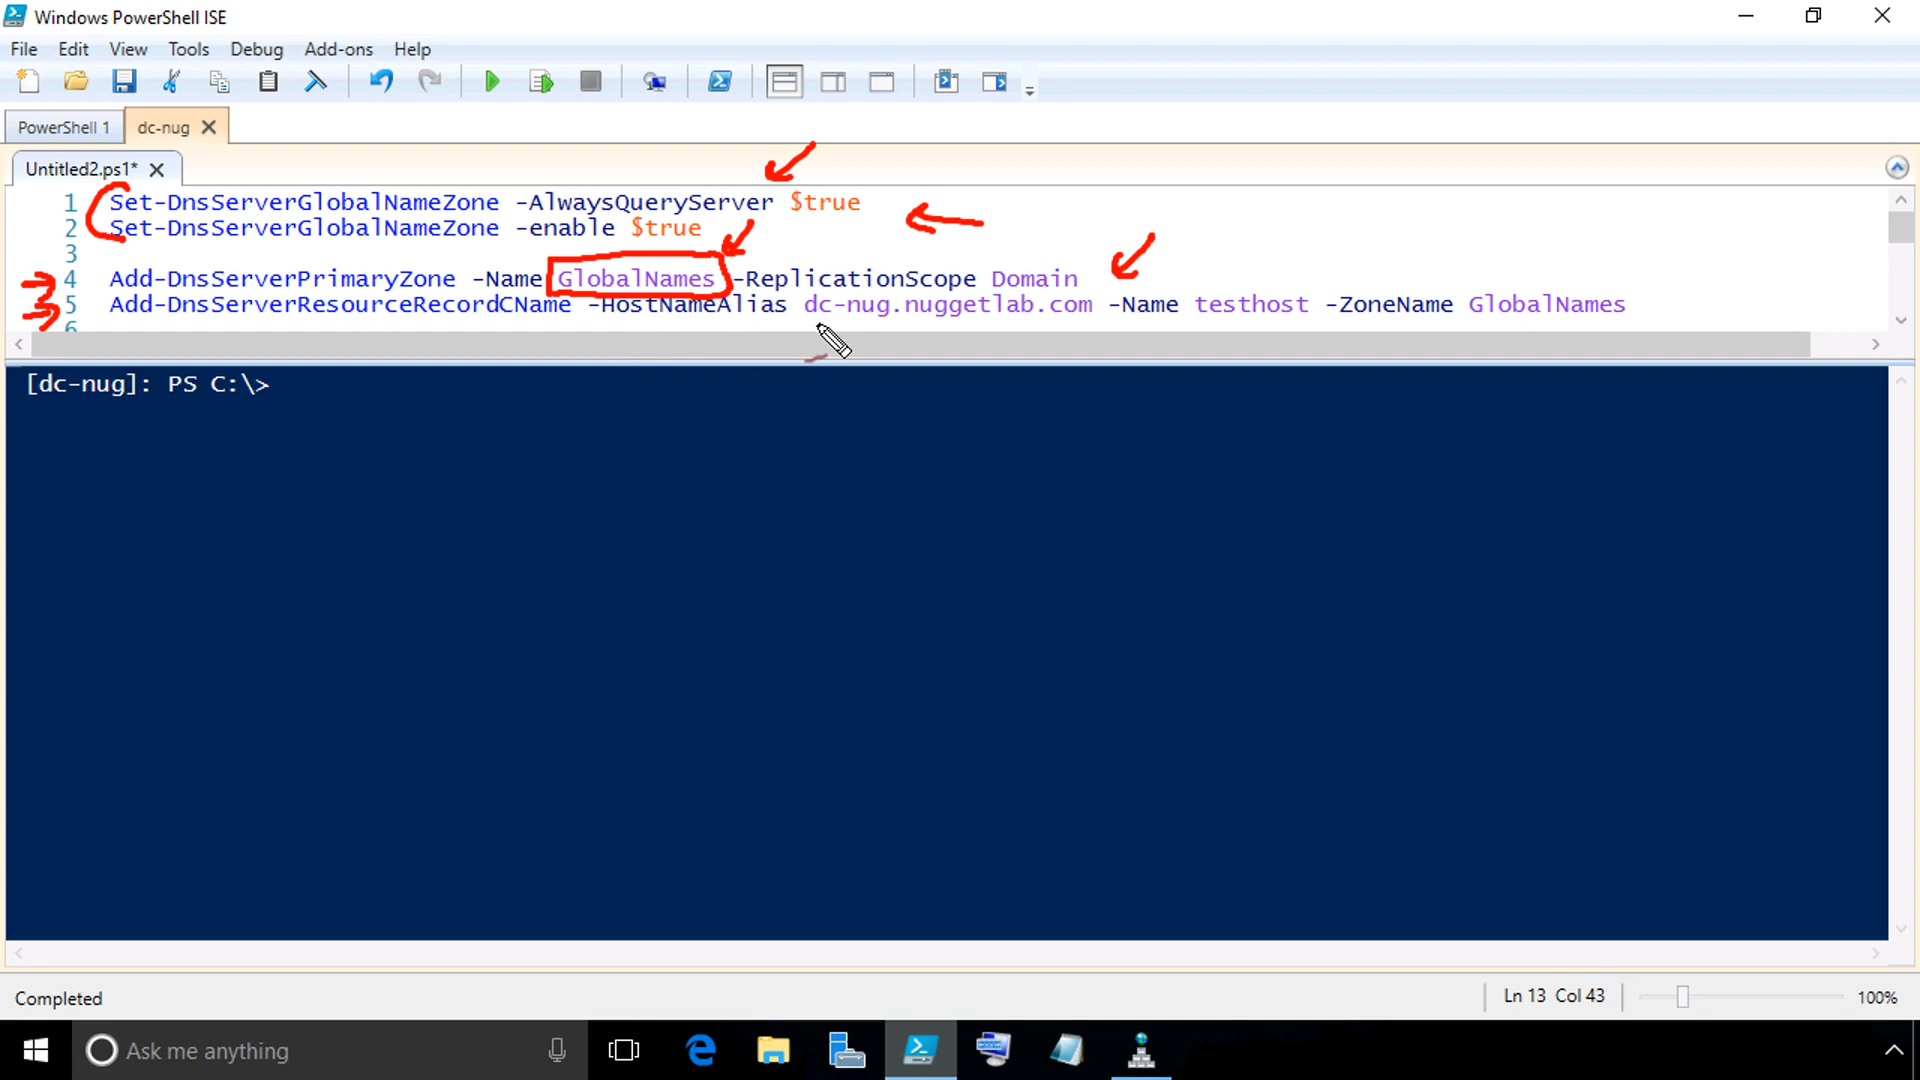 Windows PowerShell ISE
File Edit View Tools Debug Add-ons Help
PowerShell 1 dc-nug
Untitled2.ps1*
1 Set-DnsServerGlobalNameZone -AlwaysQueryServer $true
2 Set-DnsServerGlobalNameZone -enable $true
3
4 Add-DnsServerPrimaryZone -Name GlobalNames -ReplicationScope Domain
5 Add-DnsServerResourceRecordCName -HostNameAlias dc-nug.nuggetlab.com -Name testhost -ZoneName GlobalNames
6
[dc-nug]: PS C:\>
Completed Ln 13 Col 43 100%
Ask me anything